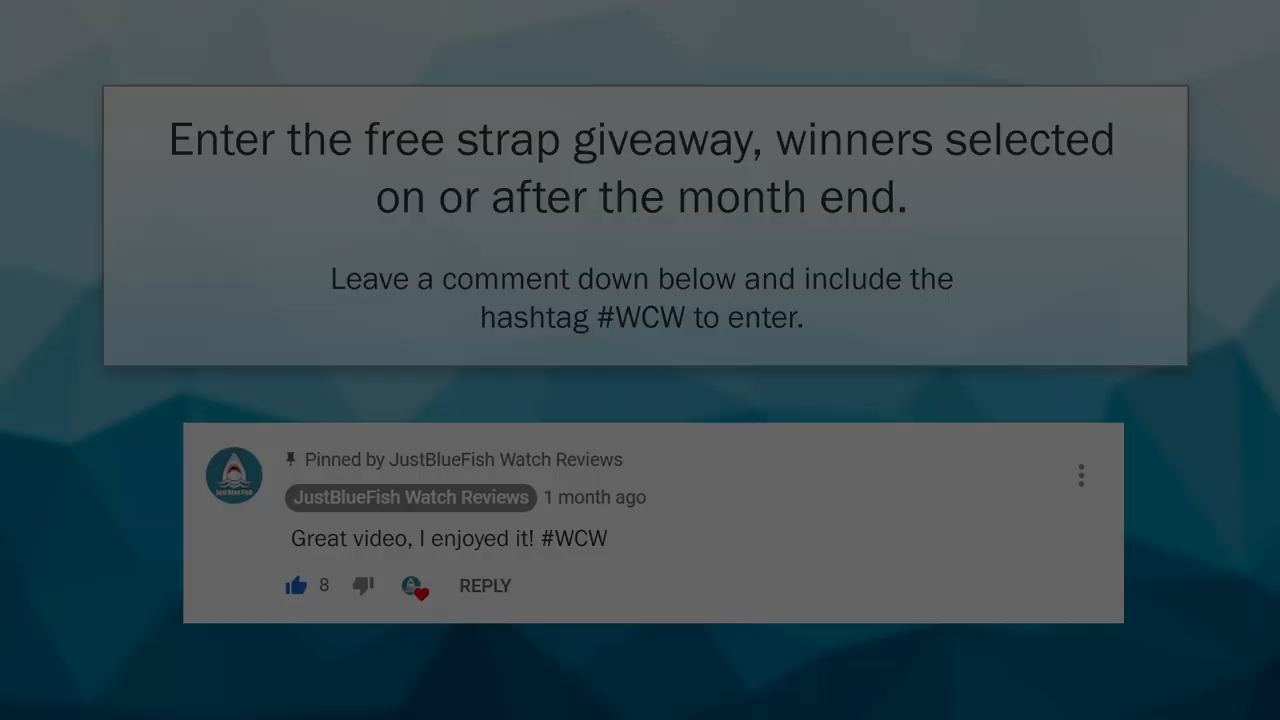 Enter the free strap giveaway, winners selected
on or after the month end.
Leave a comment down below and include the
hashtag #WCW to enter.
Pinned by JustBlueFish Watch Reviews
JustBlueFish Watch Reviews 1 month ago
Great video, I enjoyed it! #WCW
8 REPLY